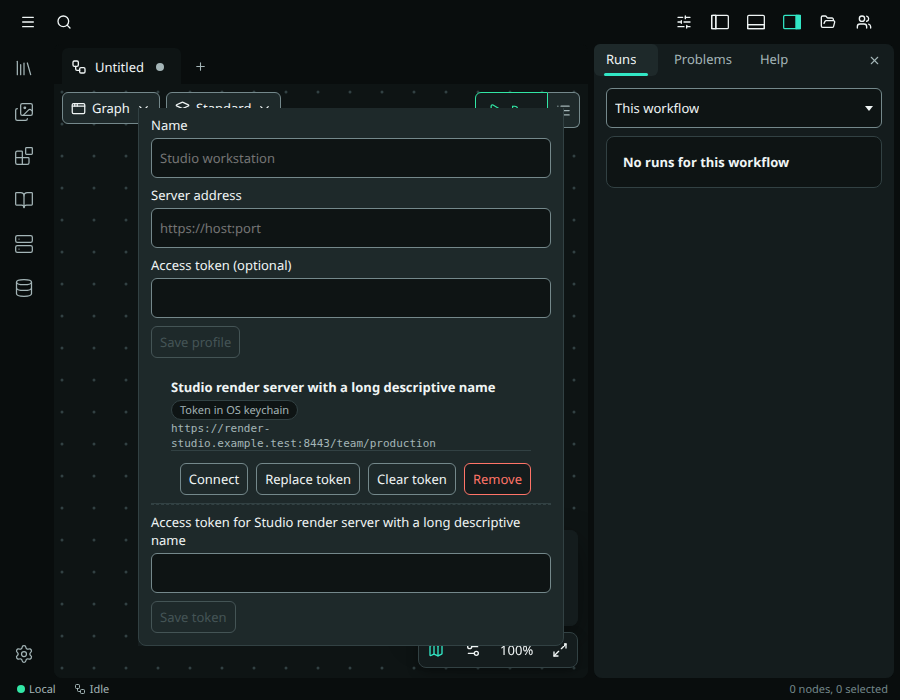 Untitled
Runs
Problems
Help
Graph
Standard
This workflow
No runs for this workflow
Name
Studio workstation
Server address
https://host:port
Access token (optional)
Save profile
Studio render server with a long descriptive name
Token in OS keychain
https://render-
studio.example.test:8443/team/production
Connect
Replace token
Clear token
Remove
Access token for Studio render server with a long descriptive
name
Save token
100%
Local
Idle
0 nodes, 0 selected